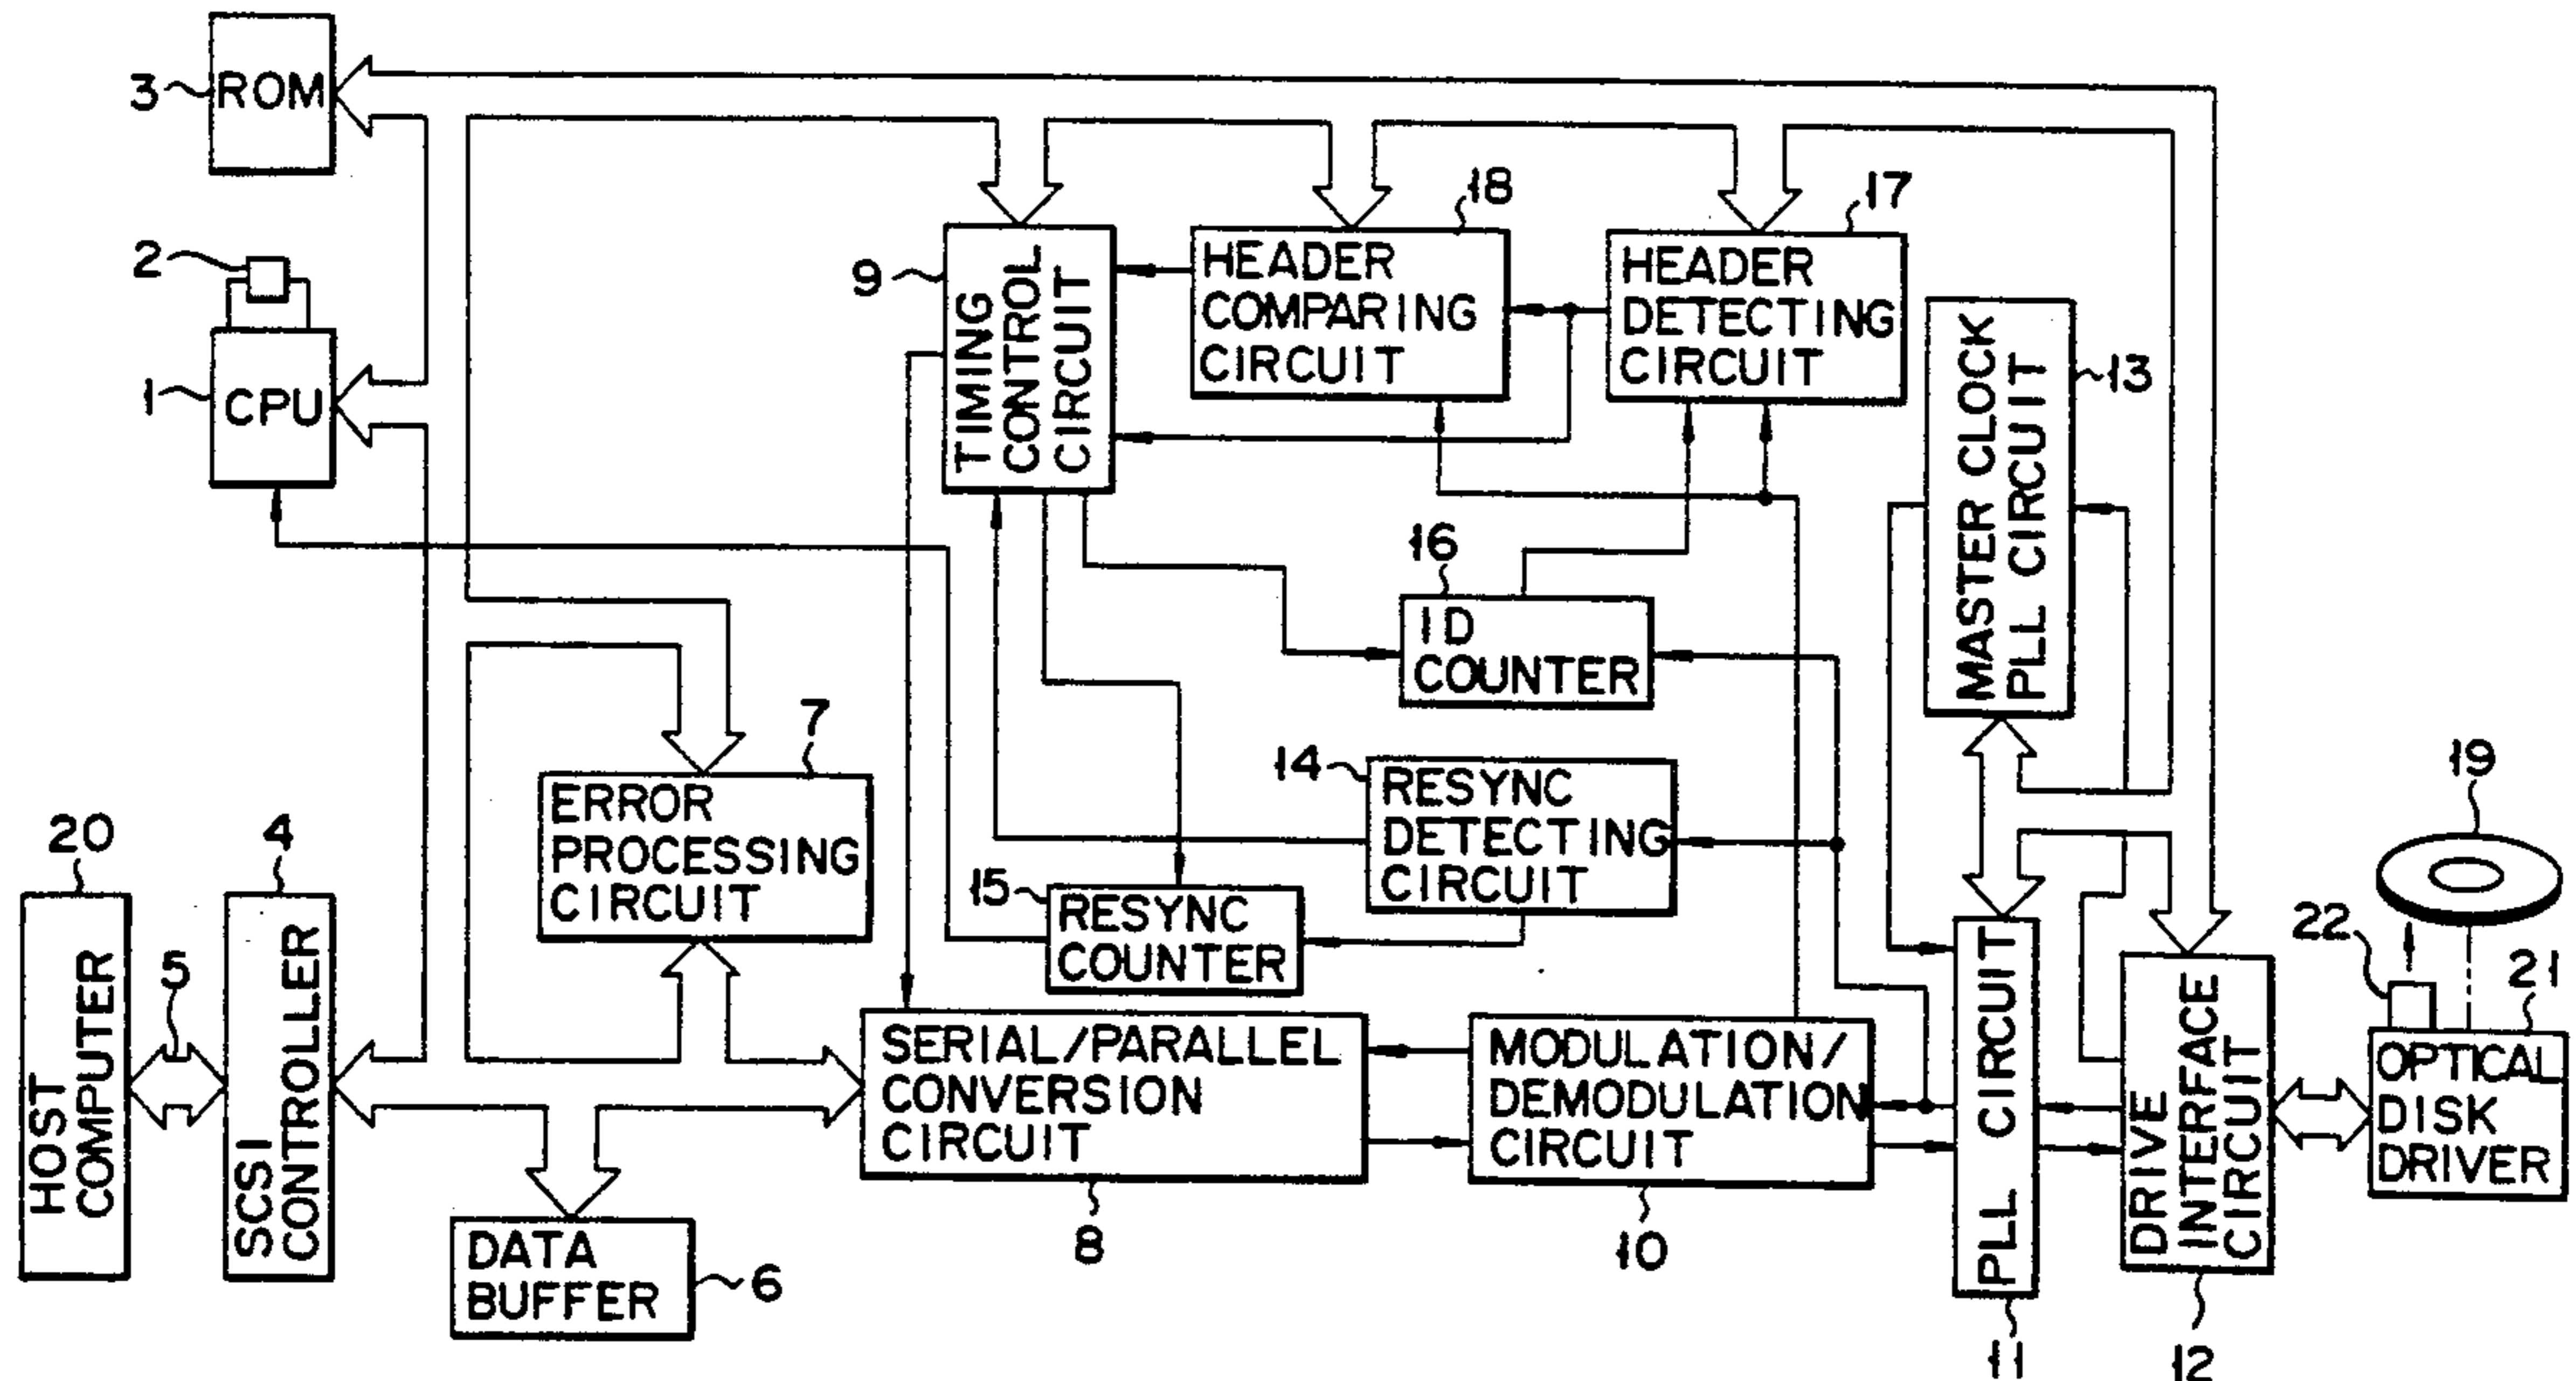 3
ROM
2
1
CPU
18
17
9
TIMING
CONTROL
CIRCUIT
HEADER
COMPARING
CIRCUIT
HEADER
DETECTING
CIRCUIT
MASTER CLOCK
PLL CIRCUIT
13
16
ID
COUNTER
7
ERROR
PROCESSING
CIRCUIT
14
RESYNC
DETECTING
CIRCUIT
15
RESYNC
COUNTER
19
20
HOST
COMPUTER
5
4
SCSI
CONTROLLER
22
21
OPTICAL
DISK
DRIVER
SERIAL/PARALLEL
CONVERSION
CIRCUIT
8
MODULATION/
DEMODULATION
CIRCUIT
10
PLL CIRCUIT
11
DRIVE
INTERFACE
CIRCUIT
12
DATA
BUFFER
6